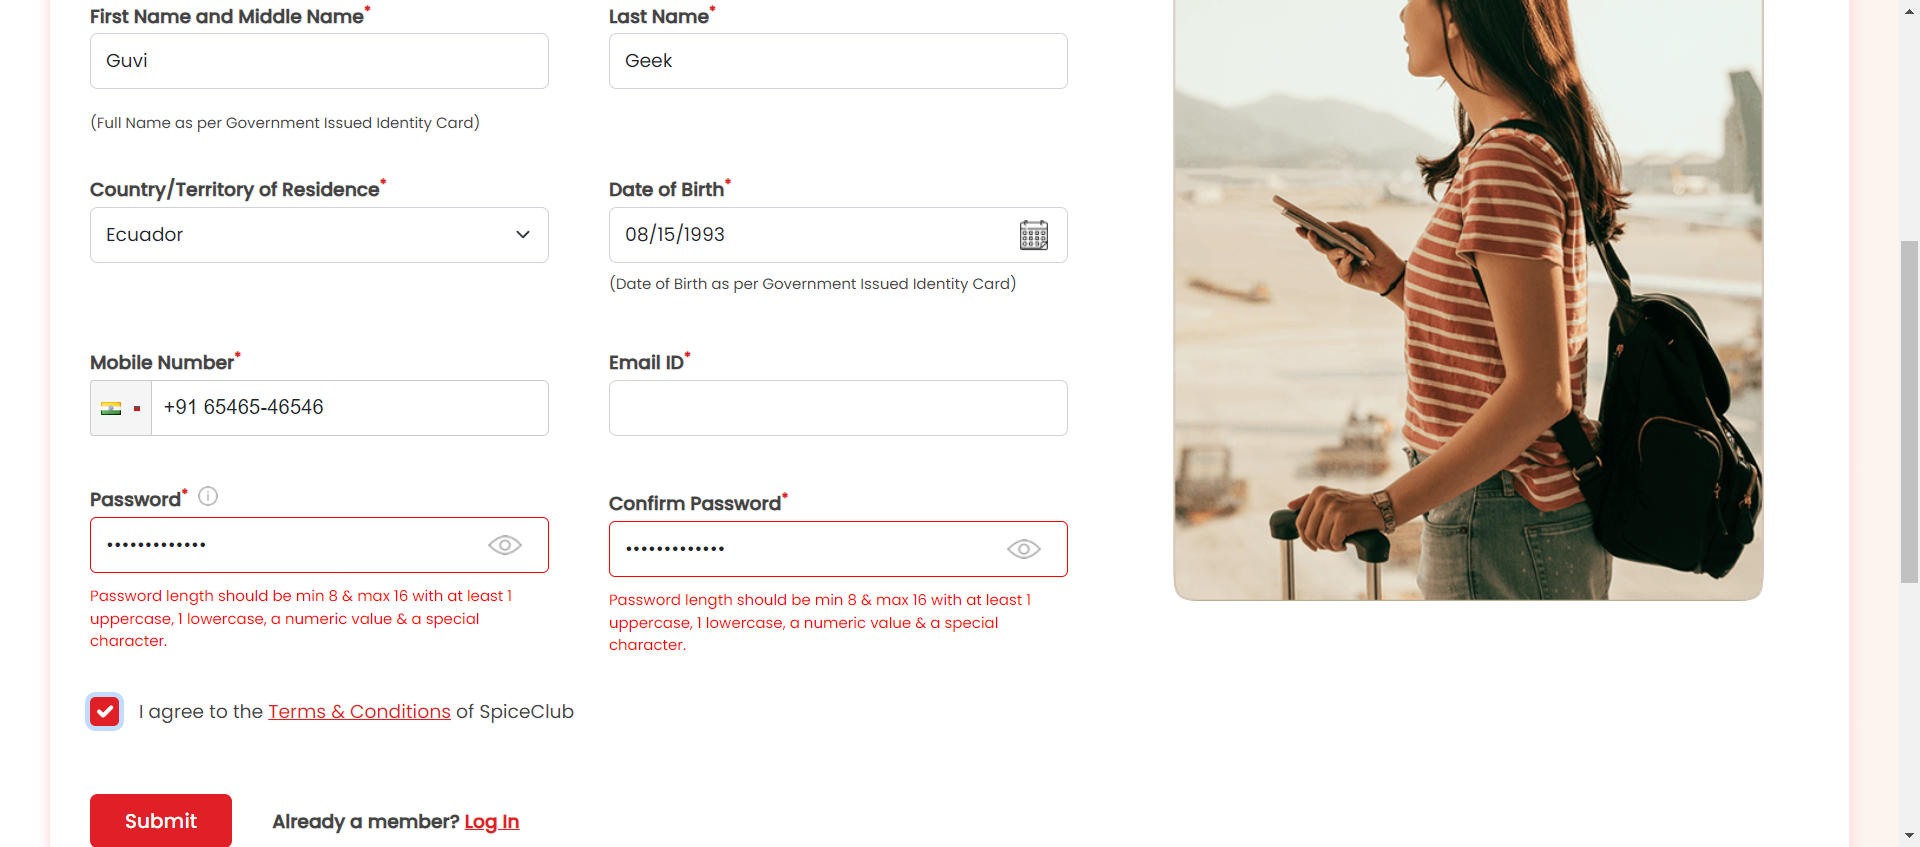 First Name and Middle Name*
Last Name*
Guvi
Geek
(Full Name as per Government Issued Identity Card)
Country/Territory of Residence*
Date of Birth*
Ecuador
08/15/1993
(Date of Birth as per Government Issued Identity Card)
Mobile Number*
Email ID*
+91 65465-46546
Password*
Confirm Password*
•••••••••••••
•••••••••••••
Password length should be min 8 & max 16 with at least 1
uppercase, 1 lowercase, a numeric value & a special
character.
Password length should be min 8 & max 16 with at least 1
uppercase, 1 lowercase, a numeric value & a special
character.
I agree to the Terms & Conditions of SpiceClub
Submit
Already a member? Log In